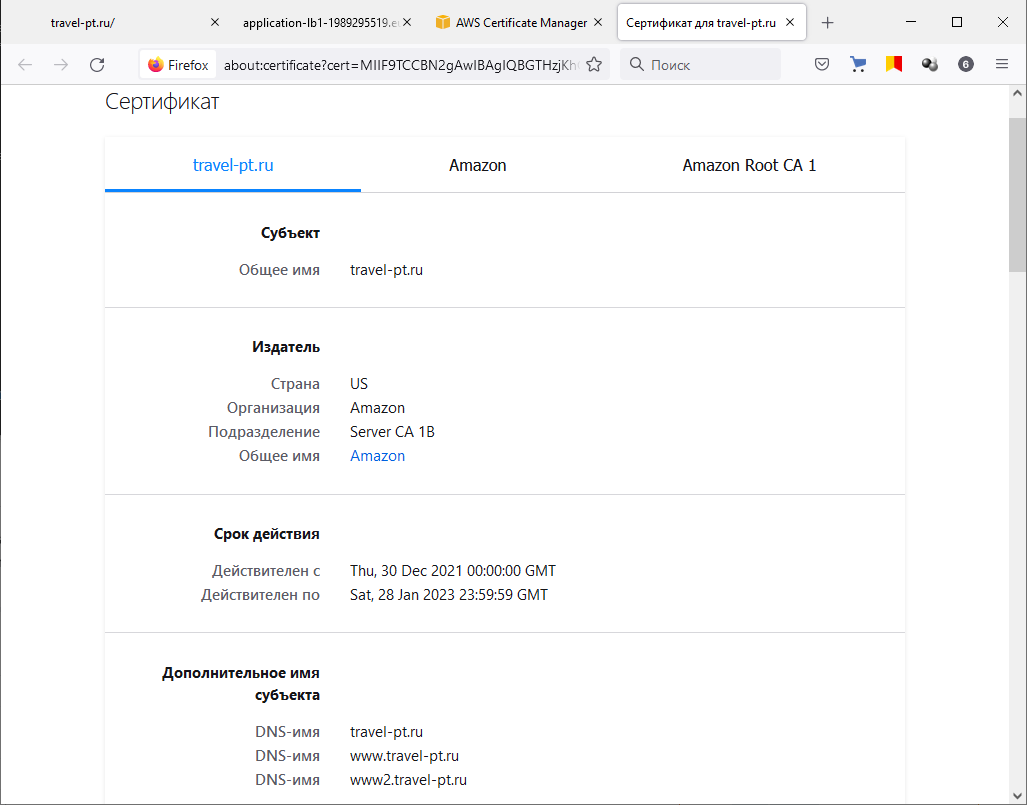 travel-pt.ru/
application-lb1-1989295519.eu
AWS Certificate Manager
Сертификат для travel-pt.ru
Firefox
about:certificate?cert=MIIF9TCCBN2gAwIBAgIQBGTHzjKh
Поиск
6
Сертификат
travel-pt.ru Amazon Amazon Root CA 1
Субъект
Общее имя travel-pt.ru
Издатель
Страна US
Организация Amazon
Подразделение Server CA 1B
Общее имя Amazon
Срок действия
Действителен с Thu, 30 Dec 2021 00:00:00 GMT
Действителен по Sat, 28 Jan 2023 23:59:59 GMT
Дополнительное имя
субъекта
DNS-имя travel-pt.ru
DNS-имя www.travel-pt.ru
DNS-имя www2.travel-pt.ru